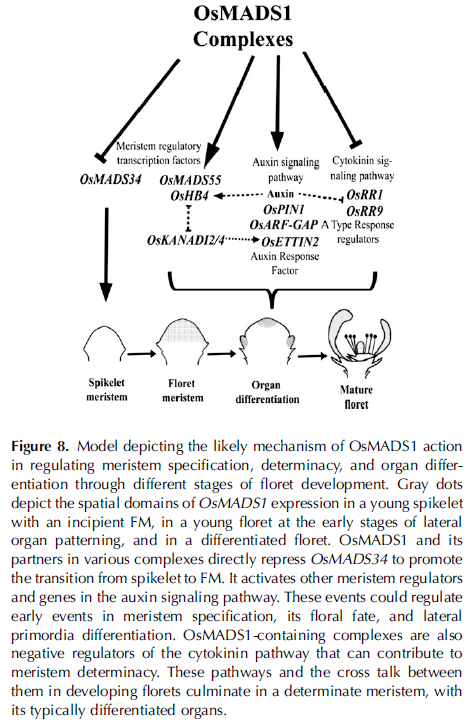 OsMADS1
Complexes
Meristem regulatory
transcription factors
OsMADS34
OsMADS55
OsHB4
OsKANADI2/4
Auxin signaling
pathway
Auxin
OsPIN1
OsARF-GAP
OsETTIN2
Auxin Response
Factor
Cytokinin sig-
naling pathway
OsRR1
OsRR9
A Type Response
regulators
Spikelet
meristem
Floret
meristem
Organ
differentiation
Mature
floret
Figure 8. Model depicting the likely mechanism of OsMADS1 action
in regulating meristem specification, determinacy, and organ differ-
entiation through different stages of floret development. Gray dots
depict the spatial domains of OsMADS1 expression in a young spikelet
with an incipient FM, in a young floret at the early stages of lateral
organ patterning, and in a differentiated floret. OsMADS1 and its
partners in various complexes directly repress OsMADS34 to promote
the transition from spikelet to FM. It activates other meristem regulators
and genes in the auxin signaling pathway. These events could regulate
early events in meristem specification, its floral fate, and lateral
primordia differentiation. OsMADS1-containing complexes are also
negative regulators of the cytokinin pathway that can contribute to
meristem determinacy. These pathways and the cross talk between
them in developing florets culminate in a determinate meristem, with
its typically differentiated organs.